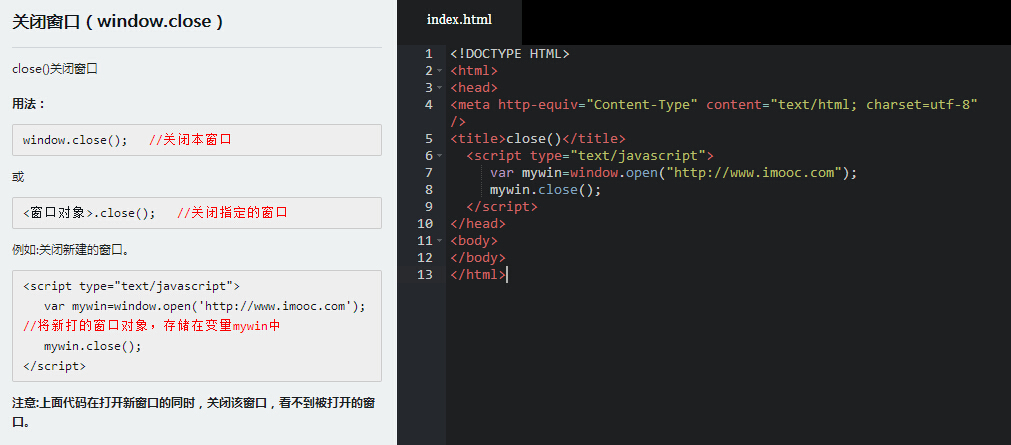 关闭窗口（window.close）
close()关闭窗口
用法：
window.close();   //关闭本窗口
或
<窗口对象>.close();   //关闭指定的窗口
例如:关闭新建的窗口。
<script type="text/javascript">
   var mywin=window.open('http://www.imooc.com');
//将新打的窗口对象，存储在变量mywin中
   mywin.close();
</script>
注意:上面代码在打开新窗口的同时，关闭该窗口，看不到被打开的窗
口。
index.html
1 <!DOCTYPE HTML>
2 <html>
3 <head>
4 <meta http-equiv="Content-Type" content="text/html; charset=utf-8"
/>
5 <title>close()</title>
6   <script type="text/javascript">
7      var mywin=window.open("http://www.imooc.com");
8      mywin.close();
9   </script>
10 </head>
11 <body>
12 </body>
13 </html>